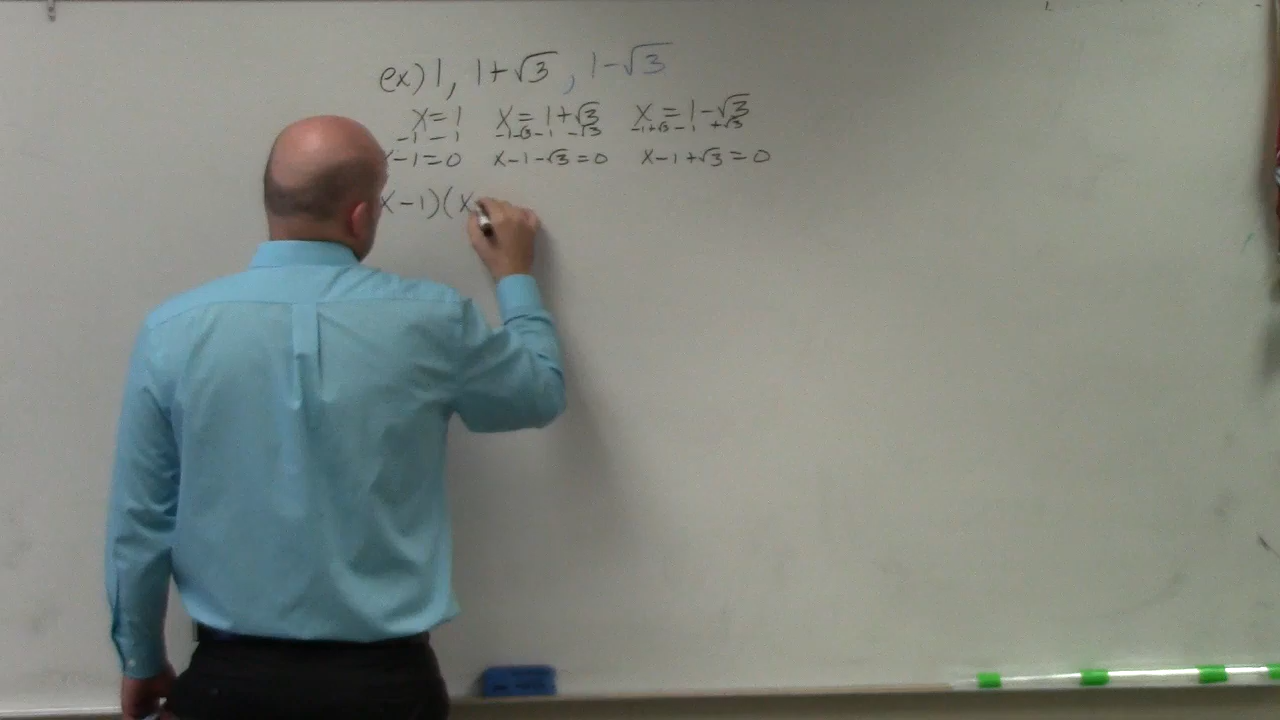 ex) 1, 1+√3, 1-√3
x=1 x=1+√3 x=1-√3
-1 -1 -1-√3 -1 -√3 -1+√3 -1 +√3
x-1=0 x-1-√3=0 x-1+√3=0
x-1)(x